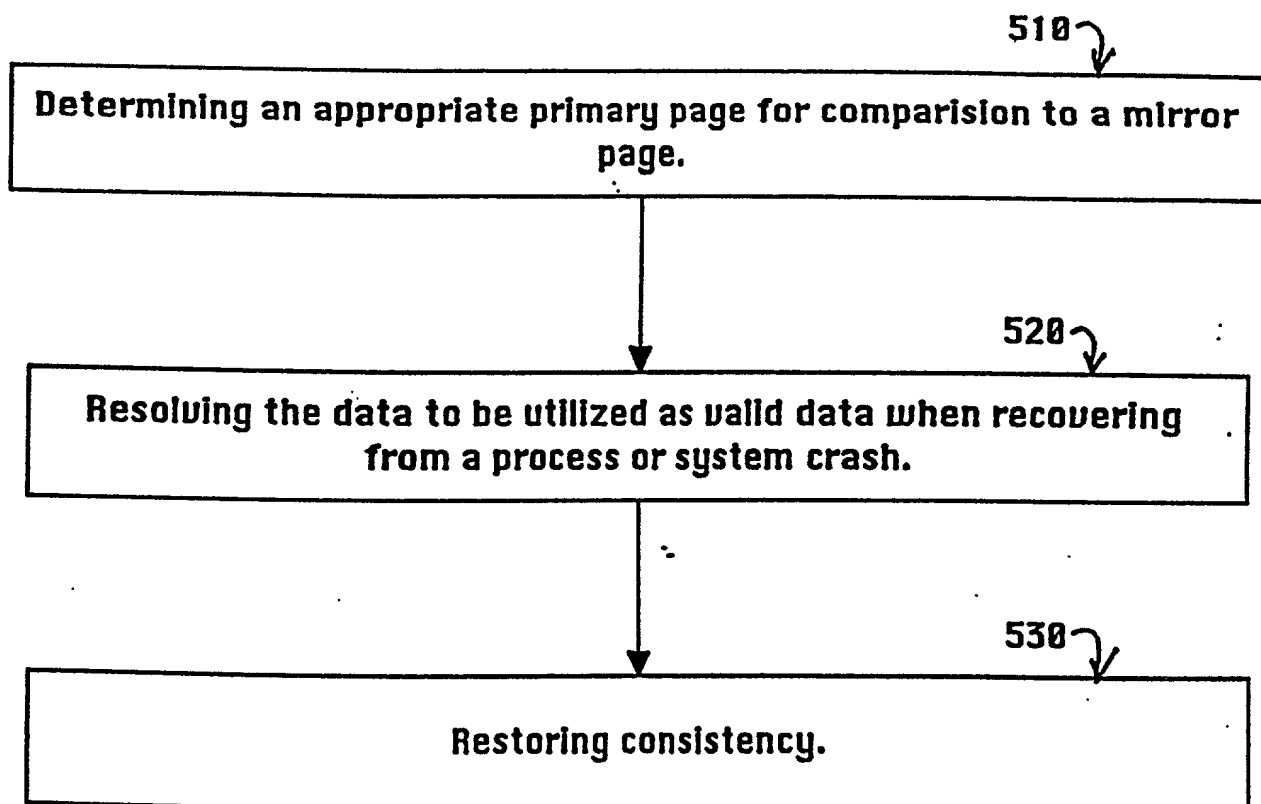 510
Determining an appropriate primary page for comparision to a mirror
page.
520
Resolving the data to be utilized as valid data when recovering
from a process or system crash.
530
Restoring consistency.